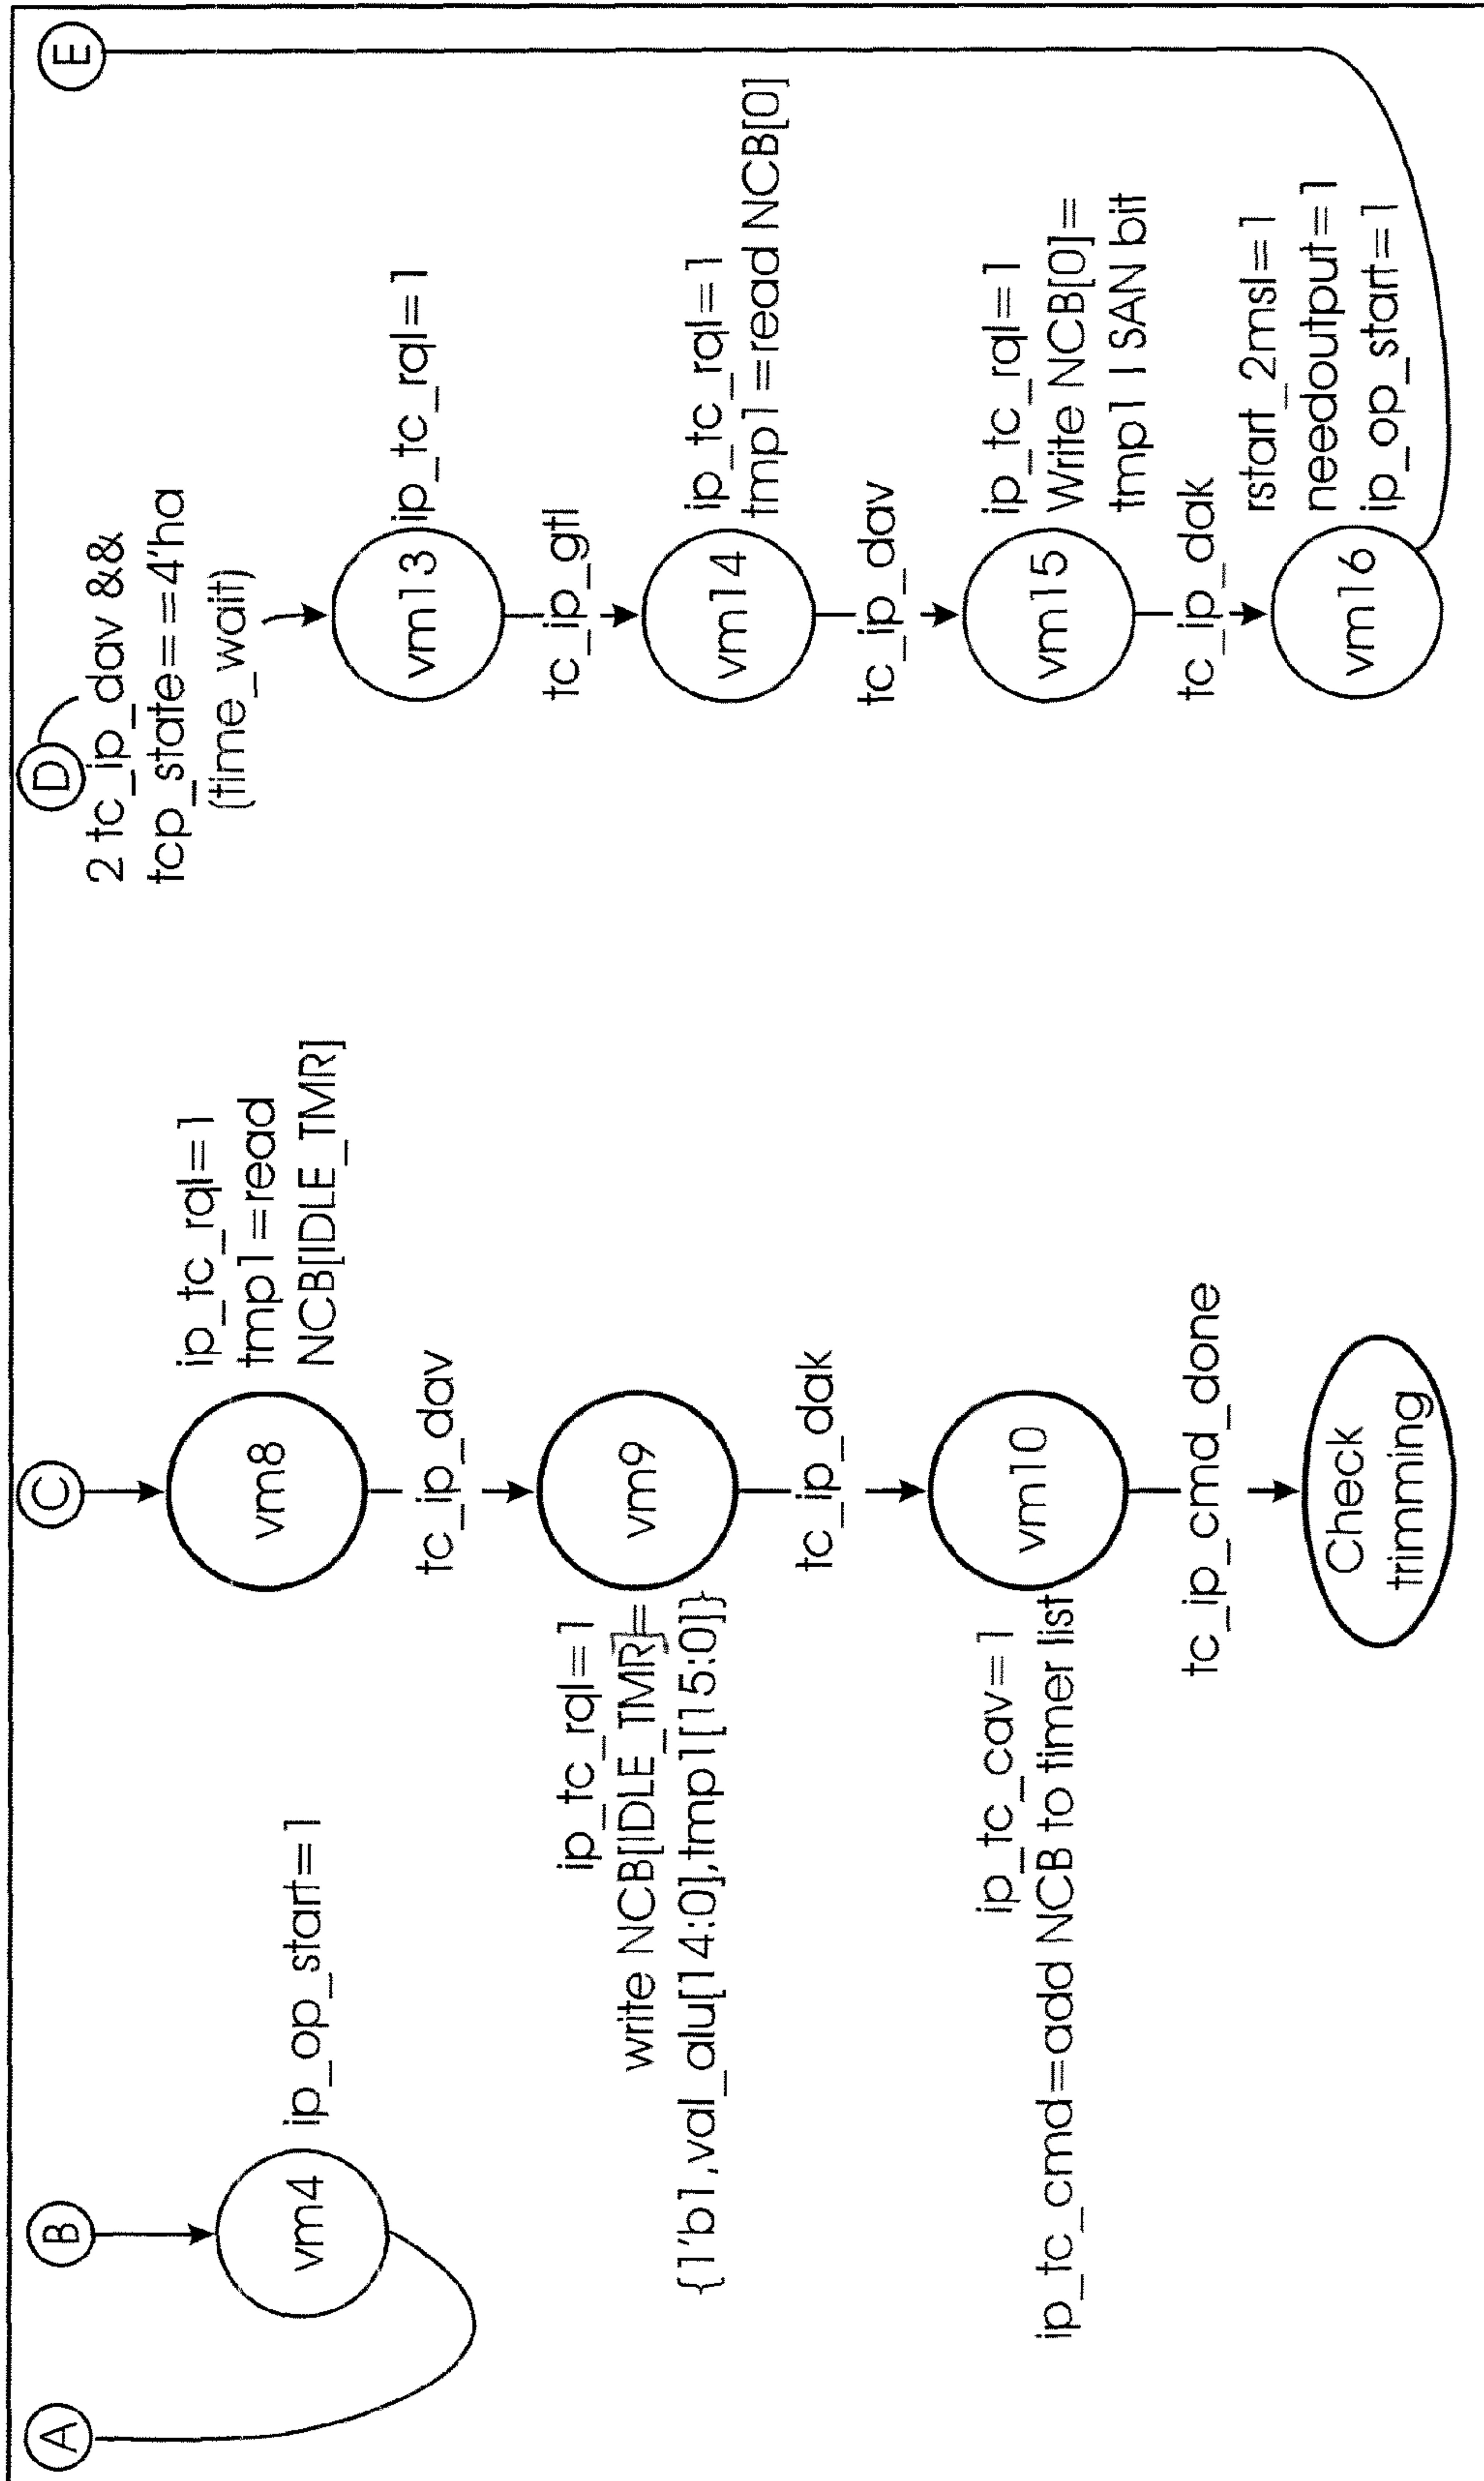 A
B
C
D
E
vm4
ip_op_start=1
vm8
ip_tc_rql=1
tmp1=read
NCB[IDLE_TMR]
tc_ip_dav
vm9
ip_tc_rql=1
write NCB[IDLE_TMR]=
{1'b1,val_alu[14:0],tmp1[15:0]}
tc_ip_dak
vm10
ip_tc_cav=1
ip_tc_cmd=add NCB to timer list
tc_ip_cmd_done
Check
trimming
2 tc_ip_dav &&
tcp_state==4'ha
(time_wait)
vm13
ip_tc_rql=1
tc_ip_gtl
vm14
ip_tc_rql=1
tmp1=read NCB[0]
tc_ip_dav
vm15
ip_tc_rql=1
Write NCB[0]=
tmp1 | SAN bit
tc_ip_dak
vm16
rstart_2msl=1
needoutput=1
ip_op_start=1